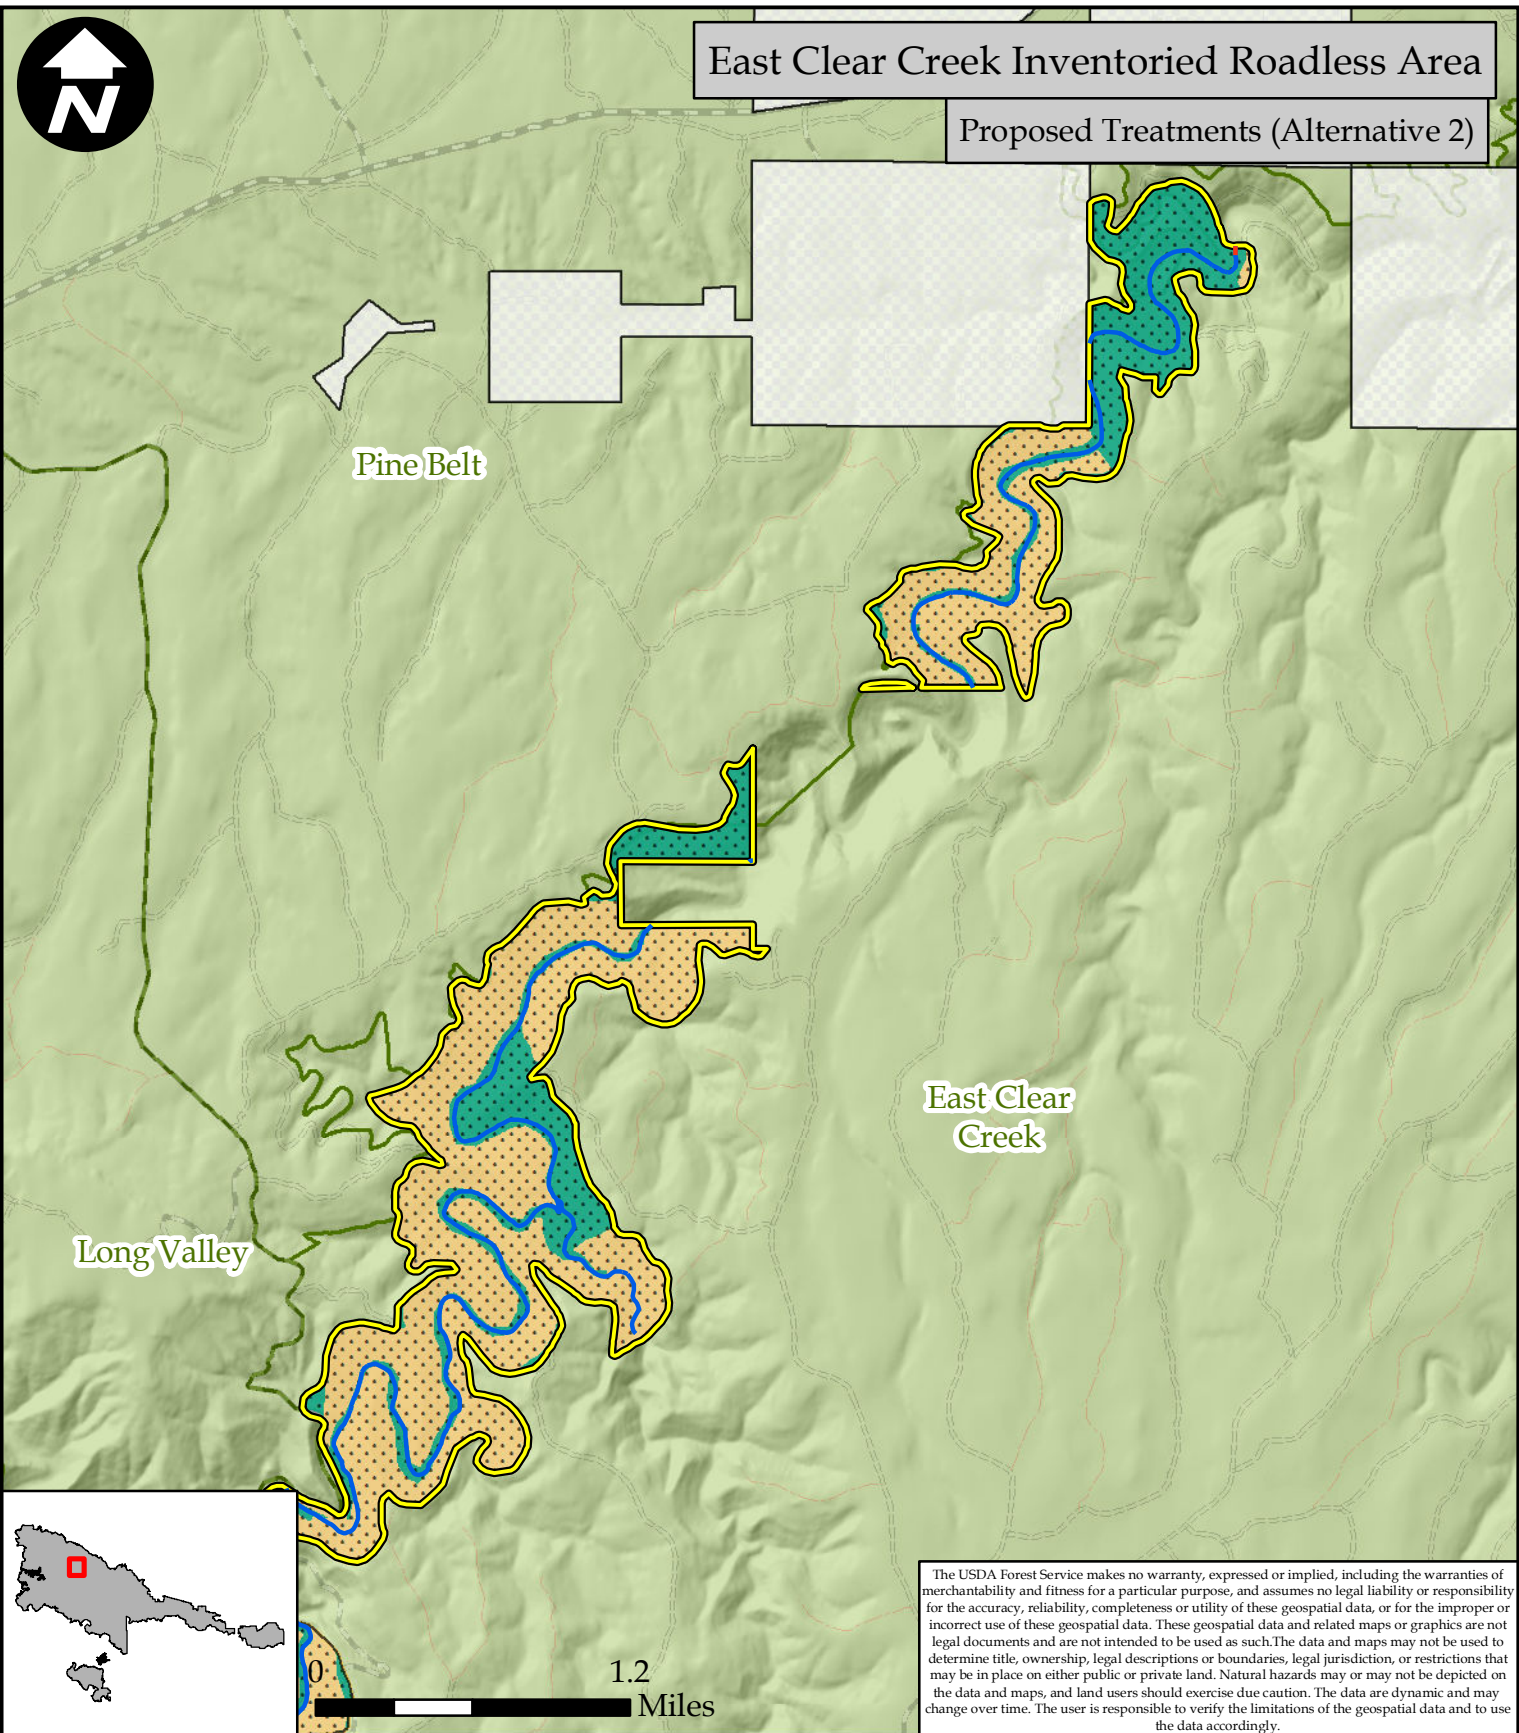 N
East Clear Creek Inventoried Roadless Area
Proposed Treatments (Alternative 2)
Pine Belt
East Clear
Creek
Long Valley
0 1.2
Miles
The USDA Forest Service makes no warranty, expressed or implied, including the warranties of
merchantability and fitness for a particular purpose, and assumes no legal liability or responsibility
for the accuracy, reliability, completeness or utility of these geospatial data, or for the improper or
incorrect use of these geospatial data. These geospatial data and related maps or graphics are not
legal documents and are not intended to be used as such.The data and maps may not be used to
determine title, ownership, legal descriptions or boundaries, legal jurisdiction, or restrictions that
may be in place on either public or private land. Natural hazards may or may not be depicted on
the data and maps, and land users should exercise due caution. The data are dynamic and may
change over time. The user is responsible to verify the limitations of the geospatial data and to use
the data accordingly.